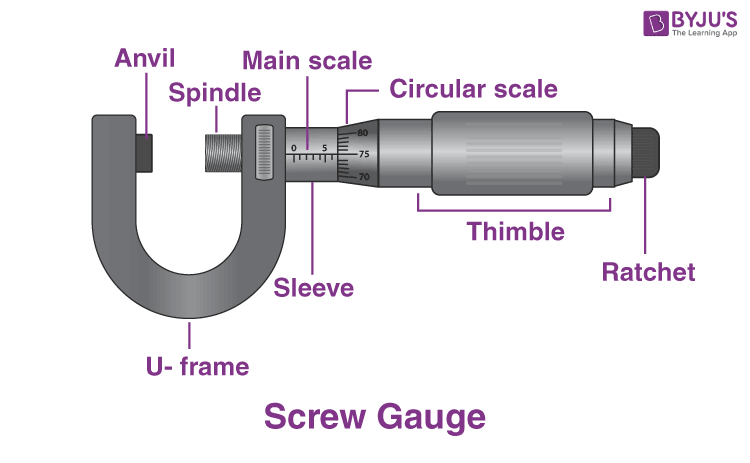 BYJU'S
The Learning App
Anvil
Main scale
Spindle
Circular scale
0 5
80
75
70
Thimble
Ratchet
Sleeve
U- frame
Screw Gauge